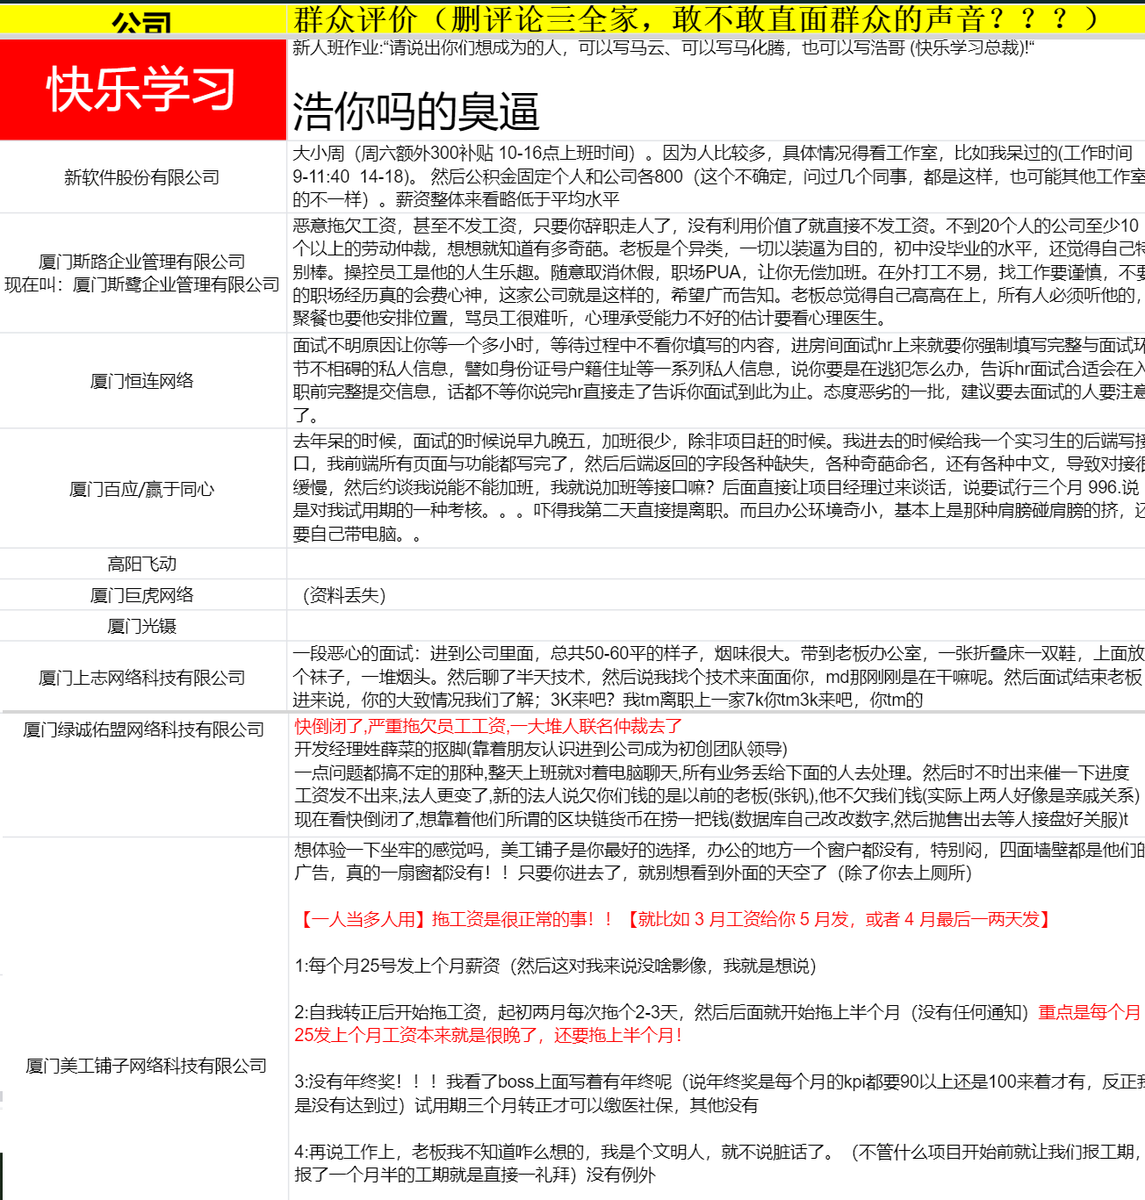 公司
群众评价（删评论三全家，敢不敢直面群众的声音？？？）
快乐学习
新人班作业:“请说出你们想成为的人，可以写马云、可以写马化腾，也可以写浩哥 (快乐学习总裁)!“
浩你吗的臭逼
新软件股份有限公司
大小周（周六额外300补贴 10-16点上班时间）。因为人比较多，具体情况得看工作室，比如我呆过的(工作时间
9-11:40  14-18)。 然后公积金固定个人和公司各800（这个不确定，问过几个同事，都是这样，也可能其他工作室
的不一样）。薪资整体来看略低于平均水平
厦门斯路企业管理有限公司
现在叫：厦门斯鹭企业管理有限公司
恶意拖欠工资，甚至不发工资，只要你辞职走人了，没有利用价值了就直接不发工资。不到20个人的公司至少10
个以上的劳动仲裁，想想就知道有多奇葩。老板是个异类，一切以装逼为目的，初中没毕业的水平，还觉得自己特
别棒。操控员工是他的人生乐趣。随意取消休假，职场PUA，让你无偿加班。在外打工不易，找工作要谨慎，不要
的职场经历真的会费心神，这家公司就是这样的，希望广而告知。老板总觉得自己高高在上，所有人必须听他的，
聚餐也要他安排位置，骂员工很难听，心理承受能力不好的估计要看心理医生。
厦门恒连网络
面试不明原因让你等一个多小时，等待过程中不看你填写的内容，进房间面试hr上来就要你强制填写完整与面试环
节不相碍的私人信息，譬如身份证号户籍住址等一系列私人信息，说你要是在逃犯怎么办，告诉hr面试合适会在入
职前完整提交信息，话都不等你说完hr直接走了告诉你面试到此为止。态度恶劣的一批，建议要去面试的人要注意
了。
厦门百应/赢于同心
去年呆的时候，面试的时候说早九晚五，加班很少，除非项目赶的时候。我进去的时候给我一个实习生的后端写接
口，我前端所有页面与功能都写完了，然后后端返回的字段各种缺失，各种奇葩命名，还有各种中文，导致对接很
缓慢，然后约谈我说能不能加班，我就说加班等接口嘛？后面直接让项目经理过来谈话，说要试行三个月 996.说
是对我试用期的一种考核。。。吓得我第二天直接提离职。而且办公环境奇小，基本上是那种肩膀碰肩膀的挤，还
要自己带电脑。。
高阳飞动
厦门巨虎网络
（资料丢失）
厦门光镊
厦门上志网络科技有限公司
一段恶心的面试：进到公司里面，总共50-60平的样子，烟味很大。带到老板办公室，一张折叠床一双鞋，上面放
个袜子，一堆烟头。然后聊了半天技术，然后说我找个技术来面面你，md那刚刚是在干嘛呢。然后面试结束老板
进来说，你的大致情况我们了解；3K来吧？我tm离职上一家7k你tm3k来吧，你tm的
厦门绿诚佑盟网络科技有限公司
快倒闭了,严重拖欠员工工资,一大堆人联名仲裁去了
开发经理姓薛菜的抠脚(靠着朋友认识进到公司成为初创团队领导)
一点问题都搞不定的那种,整天上班就对着电脑聊天,所有业务丢给下面的人去处理。然后时不时出来催一下进度
工资发不出来,法人更变了,新的法人说欠你们钱的是以前的老板(张钒),他不欠我们钱(实际上两人好像是亲戚关系)
现在看快倒闭了,想靠着他们所谓的区块链货币在捞一把钱(数据库自己改改数字,然后抛售出去等人接盘好关服)t
厦门美工铺子网络科技有限公司
想体验一下坐牢的感觉吗，美工铺子是你最好的选择，办公的地方一个窗户都没有，特别闷，四面墙壁都是他们的
广告，真的一扇窗都没有！！只要你进去了，就别想看到外面的天空了（除了你去上厕所）
【一人当多人用】拖工资是很正常的事！！【就比如 3 月工资给你 5 月发，或者 4 月最后一两天发】
1:每个月25号发上个月薪资（然后这对我来说没啥影像，我就是想说）
2:自我转正后开始拖工资，起初两月每次拖个2-3天，然后后面就开始拖上半个月（没有任何通知）重点是每个月
25发上个月工资本来就是很晚了，还要拖上半个月！
3:没有年终奖！！！我看了boss上面写着有年终呢（说年终奖是每个月的kpi都要90以上还是100来着才有，反正我
是没有达到过）试用期三个月转正才可以缴医社保，其他没有
4:再说工作上，老板我不知道咋么想的，我是个文明人，就不说脏话了。（不管什么项目开始前就让我们报工期，
报了一个月半的工期就是直接一礼拜）没有例外